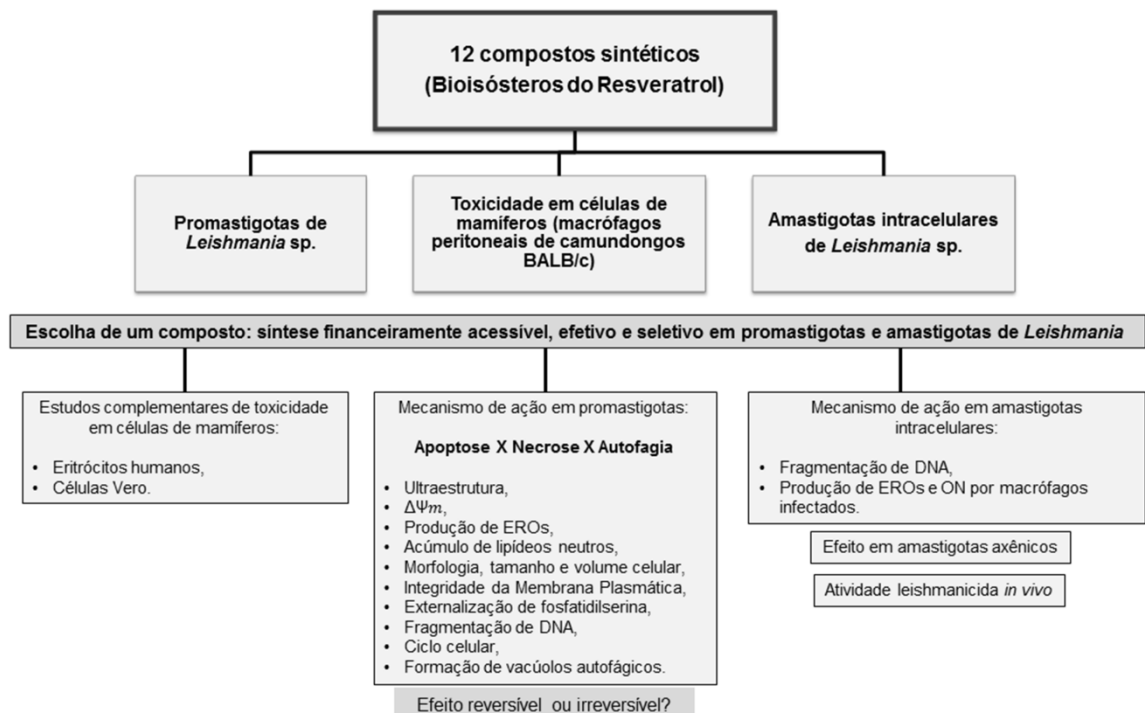 12 compostos sintéticos
(Bioisósteros do Resveratrol)
Promastigotas de
Leishmania sp.
Toxicidade em células de
mamíferos (macrófagos
peritoneais de camundongos
BALB/c)
Amastigotas intracelulares
de Leishmania sp.
Escolha de um composto: síntese financeiramente acessível, efetivo e seletivo em promastigotas e amastigotas de Leishmania
Estudos complementares de toxicidade
em células de mamíferos:
• Eritrócitos humanos,
• Células Vero.
Mecanismo de ação em promastigotas:
Apoptose X Necrose X Autofagia
• Ultraestrutura,
• ΔΨm,
• Produção de EROs,
• Acúmulo de lipídeos neutros,
• Morfologia, tamanho e volume celular,
• Integridade da Membrana Plasmática,
• Externalização de fosfatidilserina,
• Fragmentação de DNA,
• Ciclo celular,
• Formação de vacúolos autofágicos.
Efeito reversível ou irreversível?
Mecanismo de ação em amastigotas
intracelulares:
• Fragmentação de DNA,
• Produção de EROs e ON por macrófagos
infectados.
Efeito em amastigotas axênicos
Atividade leishmanicida in vivo